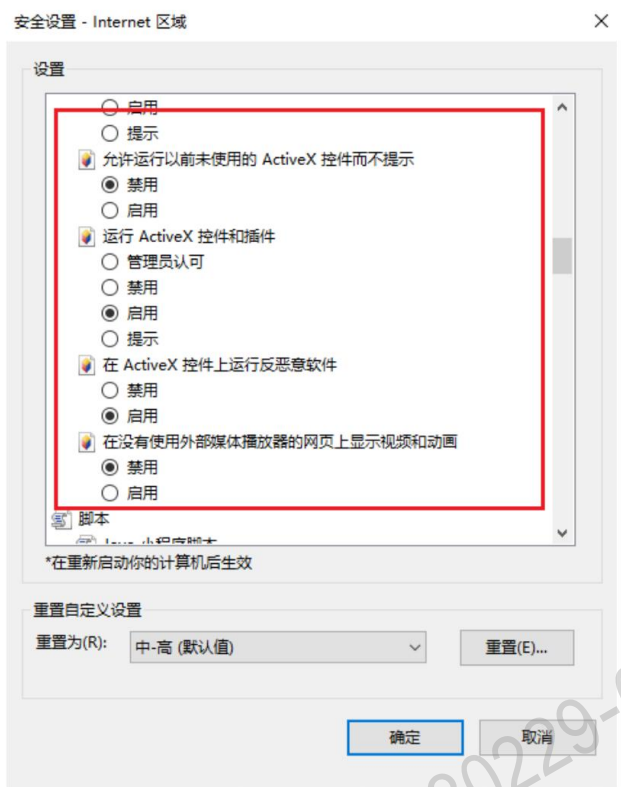 安全设置 - Internet 区域
设置
启用
提示
允许运行以前未使用的 ActiveX 控件而不提示
禁用
启用
运行 ActiveX 控件和插件
管理员认可
禁用
启用
提示
在 ActiveX 控件上运行反恶意软件
禁用
启用
在没有使用外部媒体播放器的网页上显示视频和动画
禁用
启用
脚本
Java 小程序脚本
*在重新启动你的计算机后生效
重置自定义设置
重置为(R):
中-高 (默认值)
重置(E)...
确定
取消